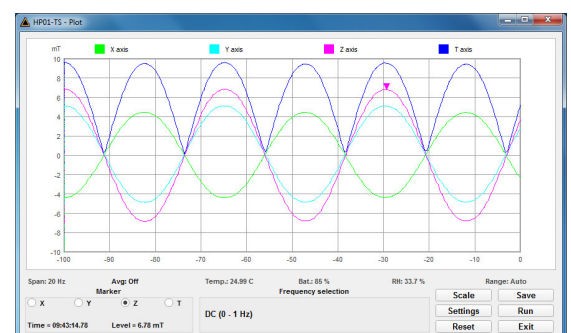 HP01-TS - Plot
mT X axis Y axis Z axis T axis
10
8
6
4
2
0
-2
-4
-6
-8
-10
-100 -90 -80 -70 -60 -50 -40 -30 -20 -10 0
Span: 20 Hz Avg: Off Temp.: 24.99 C Bat.: 85 % RH: 33.7 % Range: Auto
Marker Frequency selection
X Y Z T
DC (0 - 1 Hz)
Time = 09:43:14.78 Level = 6.78 mT
Scale Save
Settings Run
Reset Exit